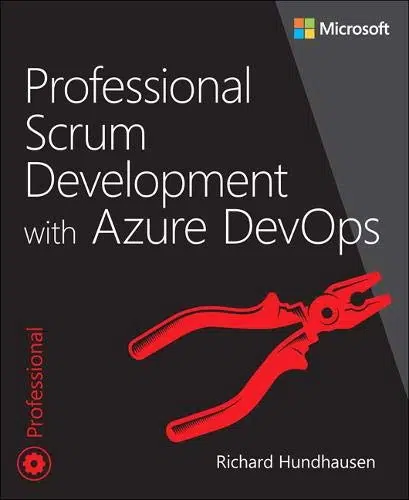 Microsoft
Professional
Scrum
Development
with Azure DevOps
Professional
Richard Hundhausen